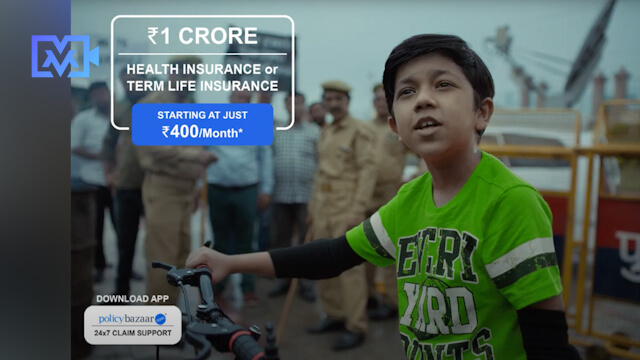 ₹1 CRORE
HEALTH INSURANCE or
TERM LIFE INSURANCE
STARTING AT JUST
₹400/Month*
DOWNLOAD APP
policybazaar
24x7 CLAIM SUPPORT